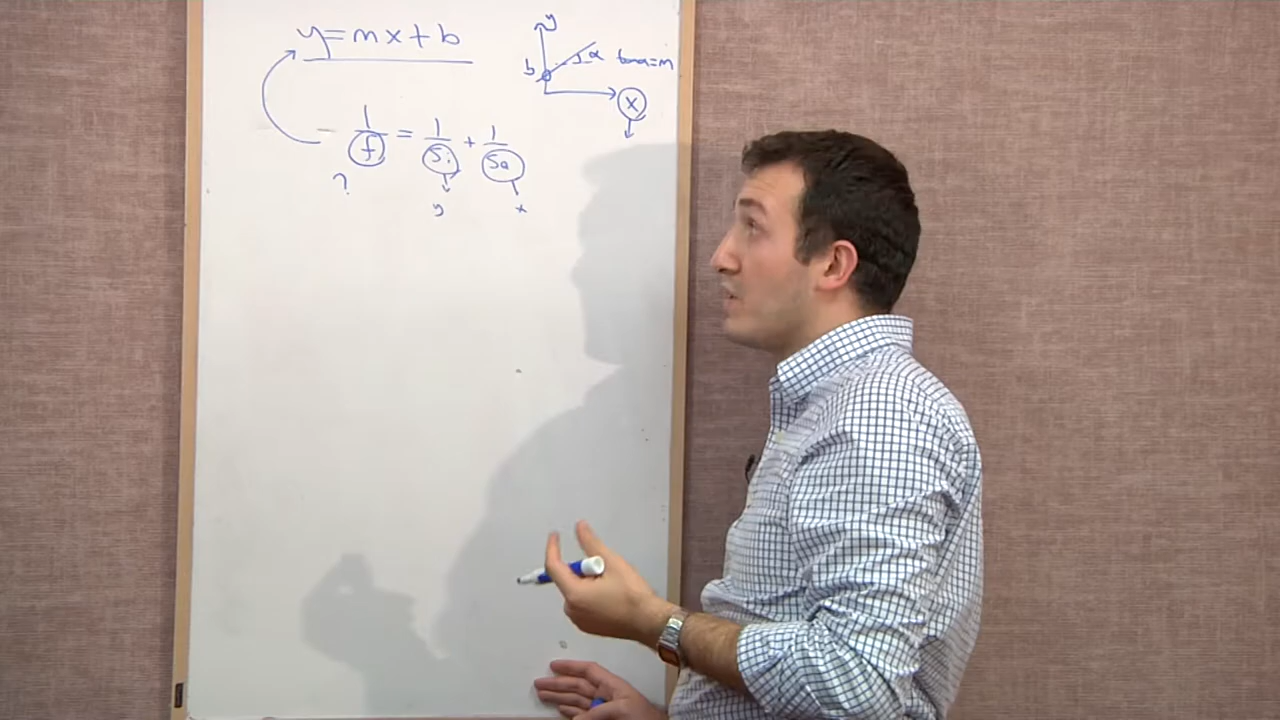 y=mx+b
y
b α tanα=m
x
1/f = 1/Si + 1/So
?
y x